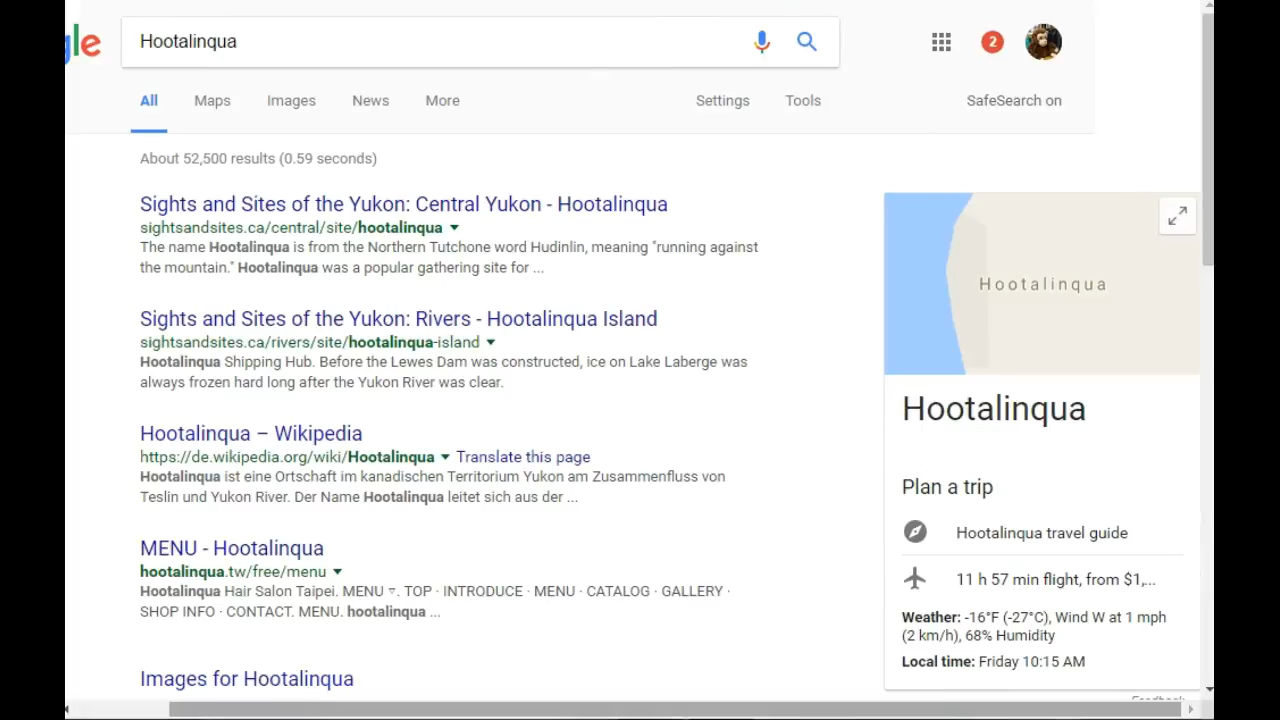 gle
Hootalinqua
2
All Maps Images News More Settings Tools SafeSearch on
About 52,500 results (0.59 seconds)
Sights and Sites of the Yukon: Central Yukon - Hootalinqua
sightsandsites.ca/central/site/hootalinqua
The name Hootalinqua is from the Northern Tutchone word Hudinlin, meaning "running against
the mountain." Hootalinqua was a popular gathering site for ...
Sights and Sites of the Yukon: Rivers - Hootalinqua Island
sightsandsites.ca/rivers/site/hootalinqua-island
Hootalinqua Shipping Hub. Before the Lewes Dam was constructed, ice on Lake Laberge was
always frozen hard long after the Yukon River was clear.
Hootalinqua – Wikipedia
https://de.wikipedia.org/wiki/Hootalinqua Translate this page
Hootalinqua ist eine Ortschaft im kanadischen Territorium Yukon am Zusammenfluss von
Teslin und Yukon River. Der Name Hootalinqua leitet sich aus der ...
MENU - Hootalinqua
hootalinqua.tw/free/menu
Hootalinqua Hair Salon Taipei. MENU ▿. TOP · INTRODUCE · MENU · CATALOG · GALLERY ·
SHOP INFO · CONTACT. MENU. hootalinqua ...
Images for Hootalinqua
Hootalinqua
Hootalinqua
Plan a trip
Hootalinqua travel guide
11 h 57 min flight, from $1,...
Weather: -16°F (-27°C), Wind W at 1 mph
(2 km/h), 68% Humidity
Local time: Friday 10:15 AM